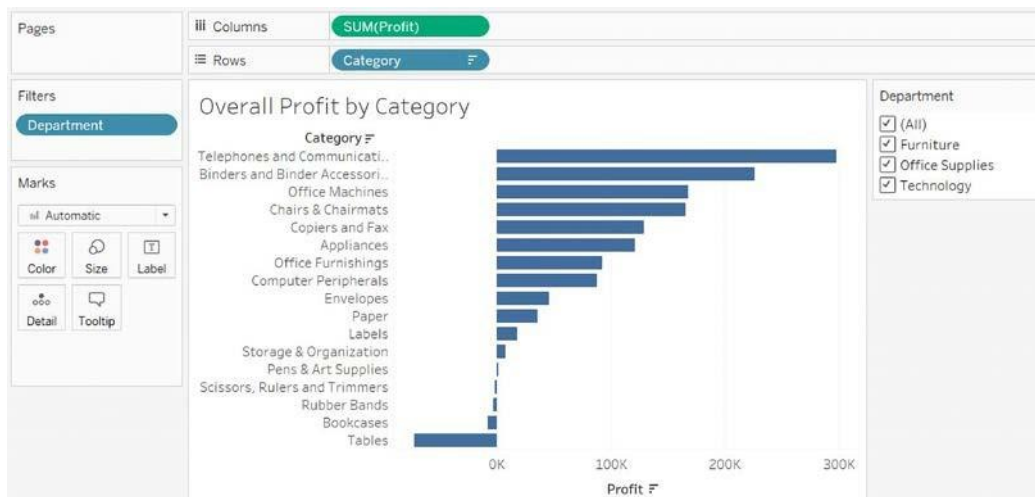 Pages
Columns
SUM(Profit)
Rows
Category
Filters
Department
Marks
Automatic
Color
Size
Label
Detail
Tooltip
Overall Profit by Category
Category
Telephones and Communicati..
Binders and Binder Accessori..
Office Machines
Chairs & Chairmats
Copiers and Fax
Appliances
Office Furnishings
Computer Peripherals
Envelopes
Paper
Labels
Storage & Organization
Pens & Art Supplies
Scissors, Rulers and Trimmers
Rubber Bands
Bookcases
Tables
0K 100K 200K 300K
Profit
Department
(All)
Furniture
Office Supplies
Technology